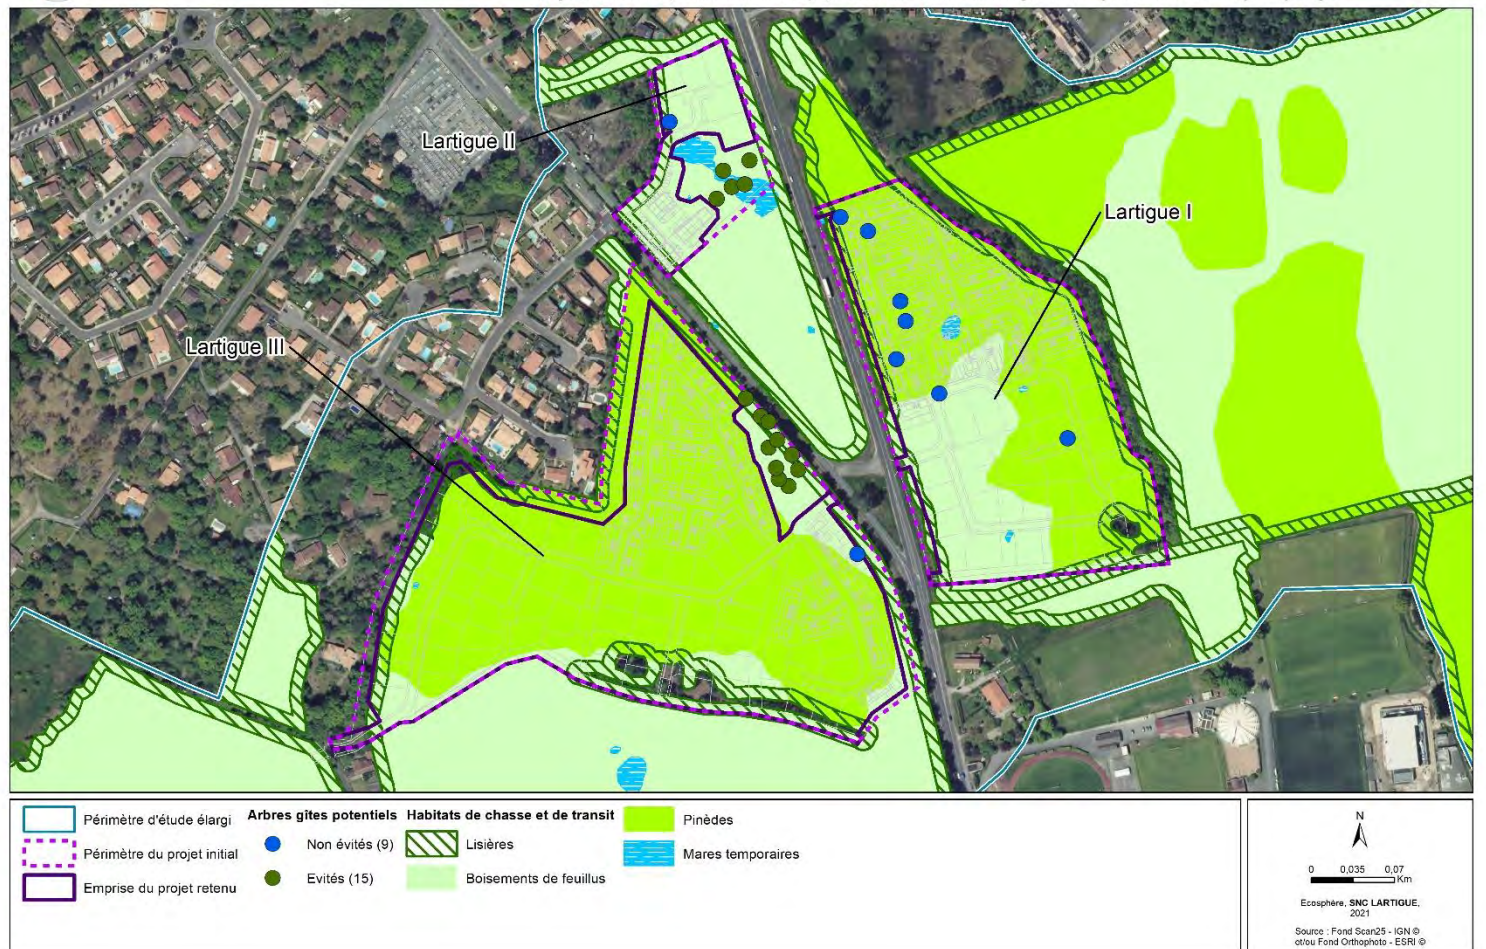 Lartigue II
Lartigue I
Lartigue III
Périmètre d'étude élargi
Périmètre du projet initial
Emprise du projet retenu
Arbres gîtes potentiels
Non évités (9)
Evités (15)
Habitats de chasse et de transit
Lisières
Boisements de feuillus
Pinèdes
Mares temporaires
N
0 0,035 0,07
Km
Ecosphère, SNC LARTIGUE,
2021
Source : Fond Scan25 - IGN ©
et/ou Fond Orthophoto - ESRI ©